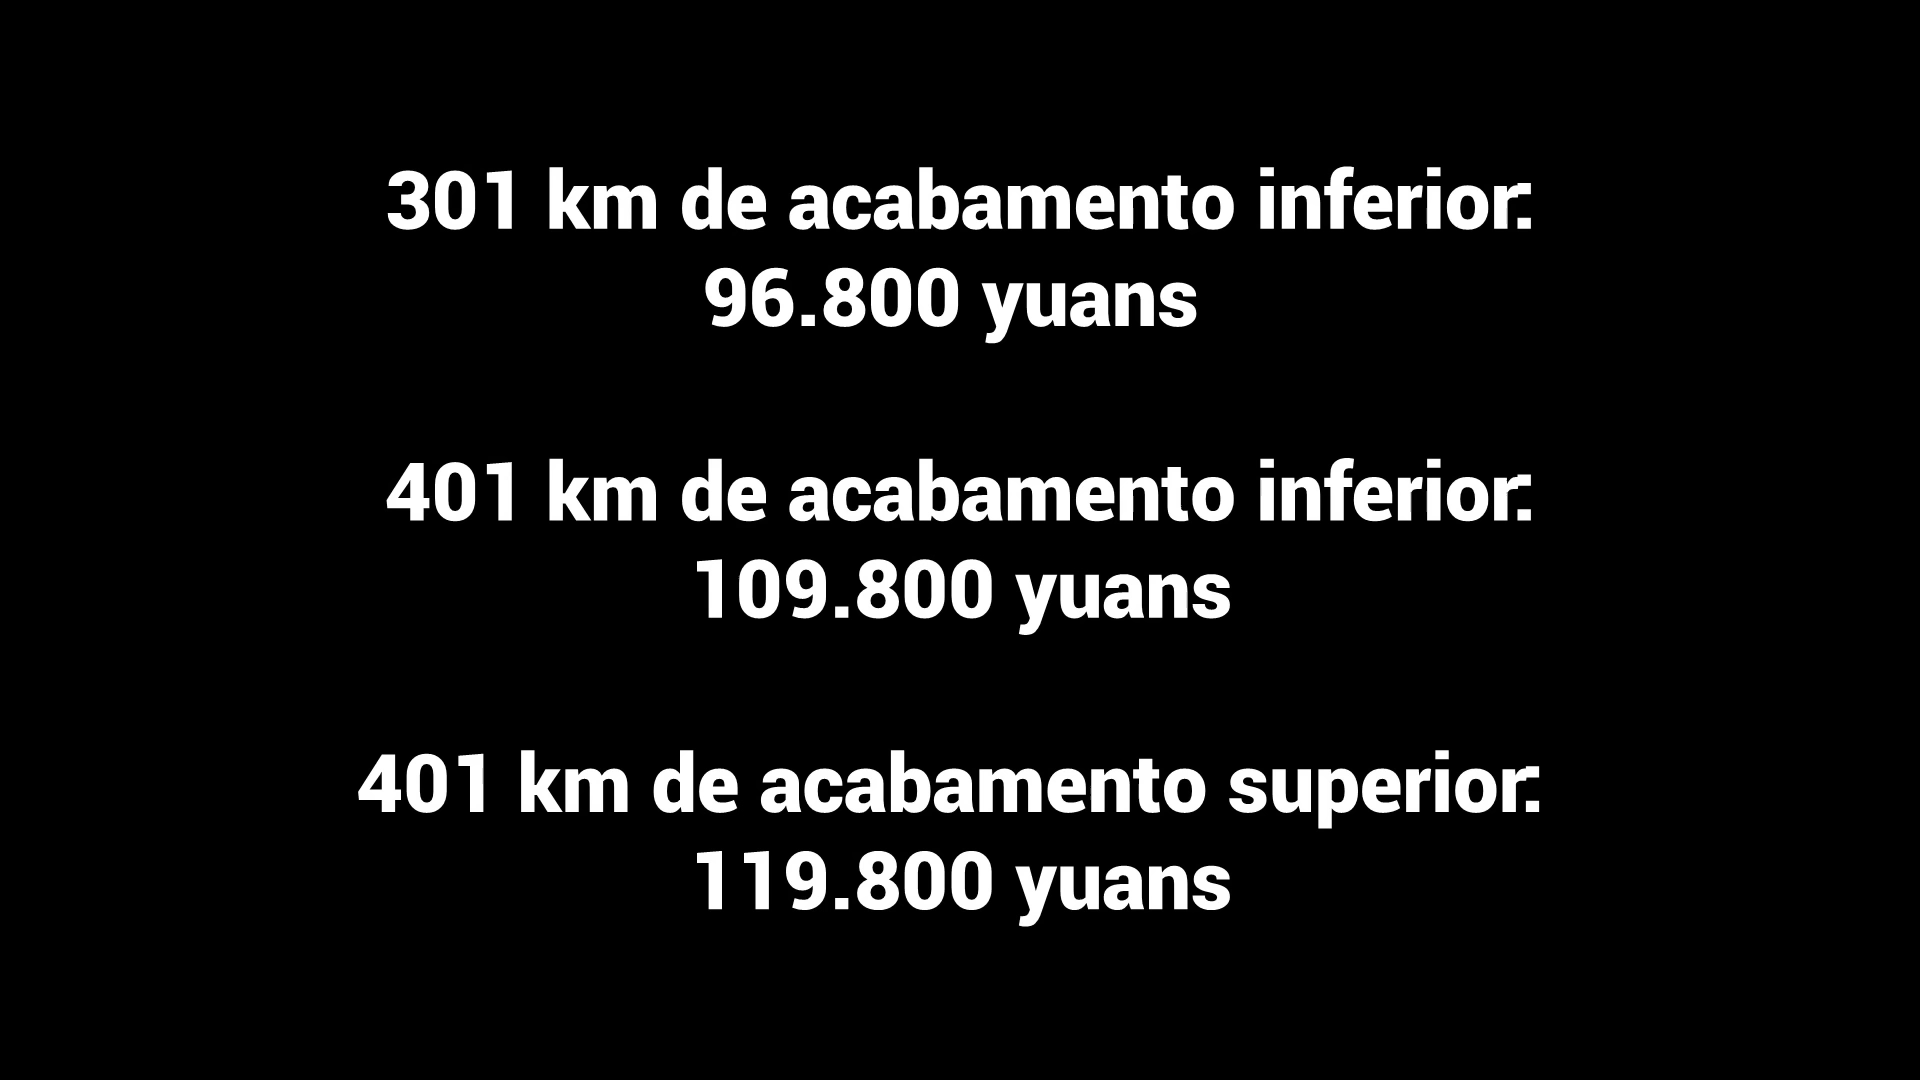 301 km de acabamento inferior:
96.800 yuans
401 km de acabamento inferior:
109.800 yuans
401 km de acabamento superior:
119.800 yuans